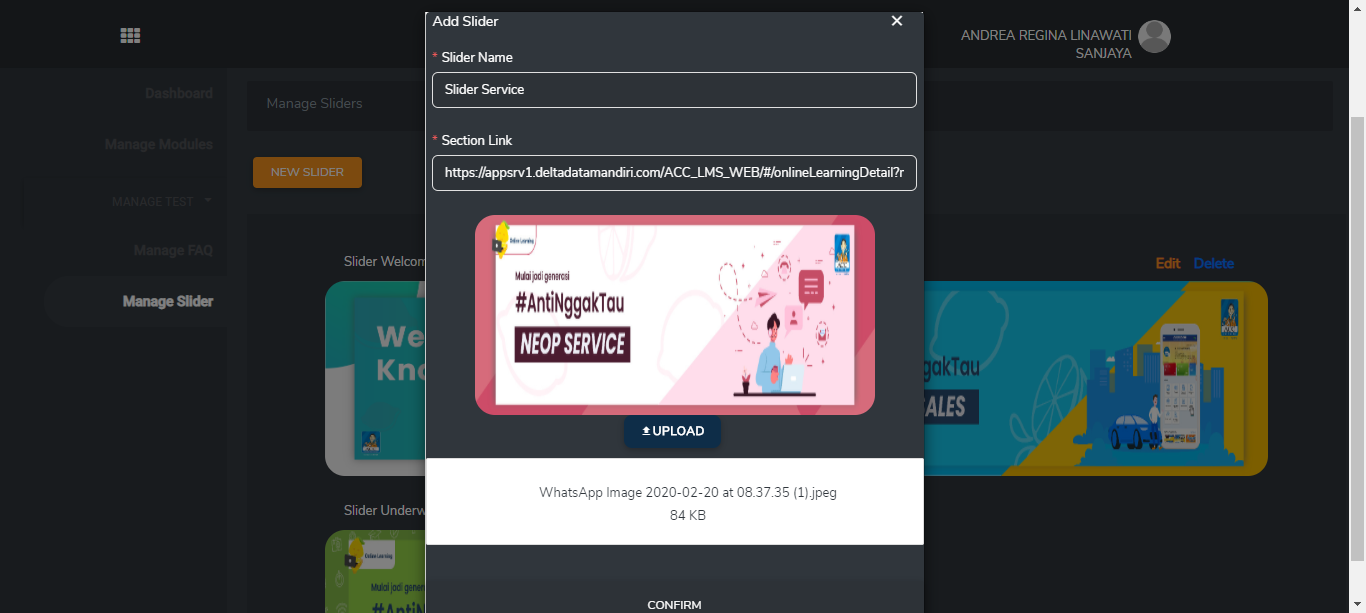 Add Slider
ANDREA REGINA LINAWATI
SANJAYA
* Slider Name
Slider Service
* Section Link
https://appsrv1.deltadatamandiri.com/ACC_LMS_WEB/#/onlineLearningDetail?r
Dashboard
Manage Modules
MANAGE TEST
Manage FAQ
Manage Slider
Manage Sliders
NEW SLIDER
Slider Welcom
Edit Delete
We
Kno
Online Learning
Mulai jadi generasi
#AntiNggakTau
NEOP SERVICE
UPLOAD
ggakTau
ALES
WhatsApp Image 2020-02-20 at 08.37.35 (1).jpeg
84 KB
Slider Underw
Online Learning
Mulai jadi gener
#AntiN
CONFIRM